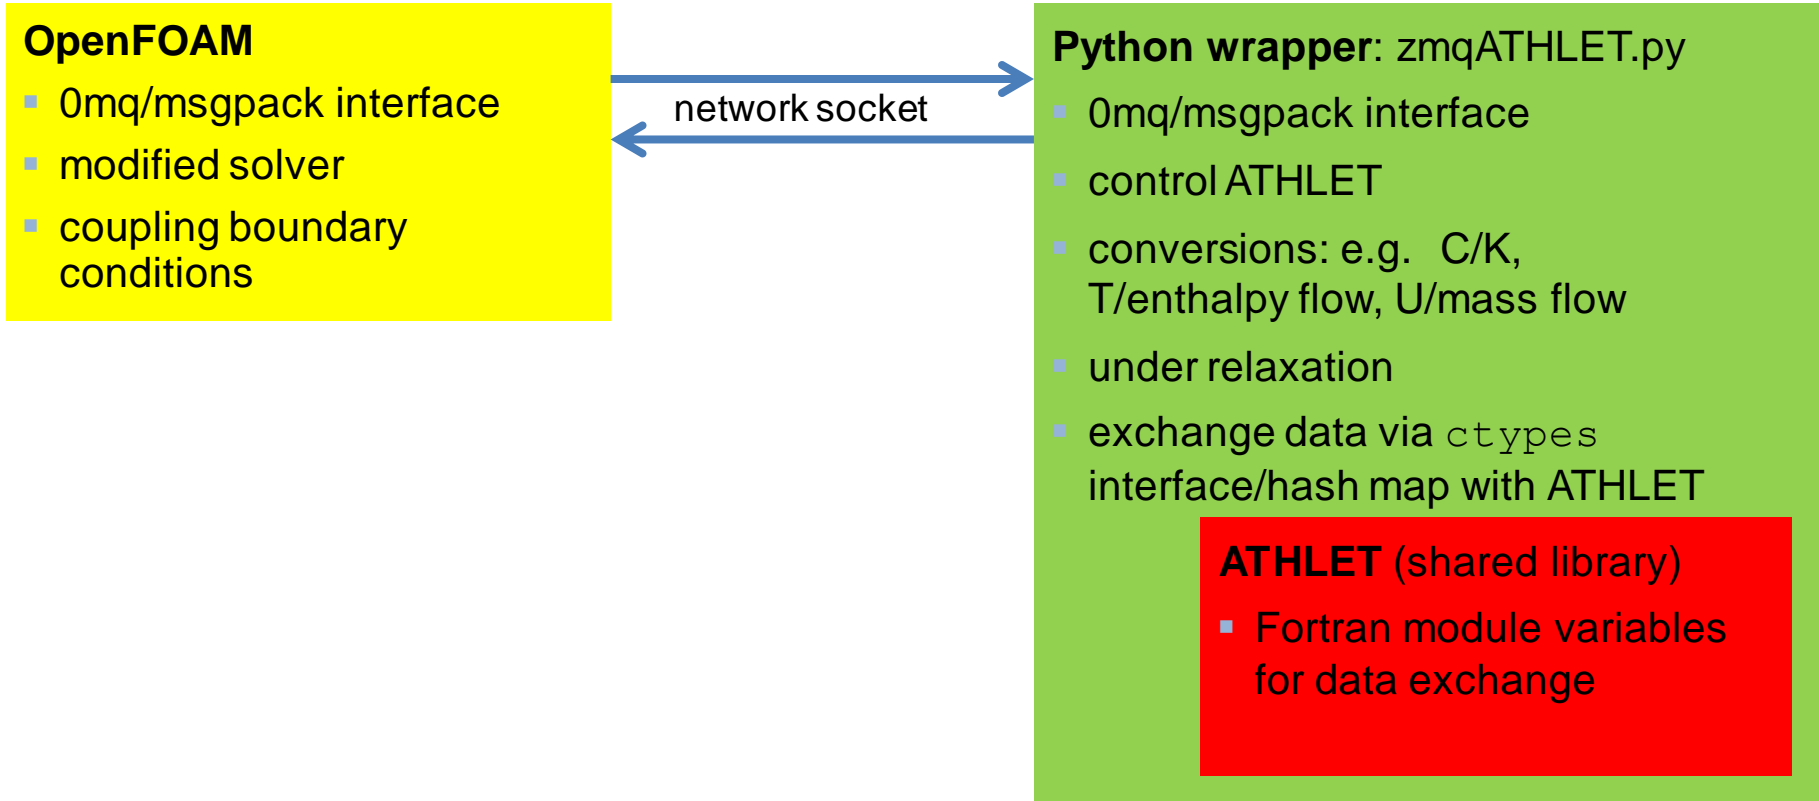 OpenFOAM
0mq/msgpack interface
modified solver
coupling boundary
conditions
network socket
Python wrapper: zmqATHLET.py
0mq/msgpack interface
control ATHLET
conversions: e.g. C/K,
T/enthalpy flow, U/mass flow
under relaxation
exchange data via ctypes
interface/hash map with ATHLET
ATHLET (shared library)
Fortran module variables
for data exchange